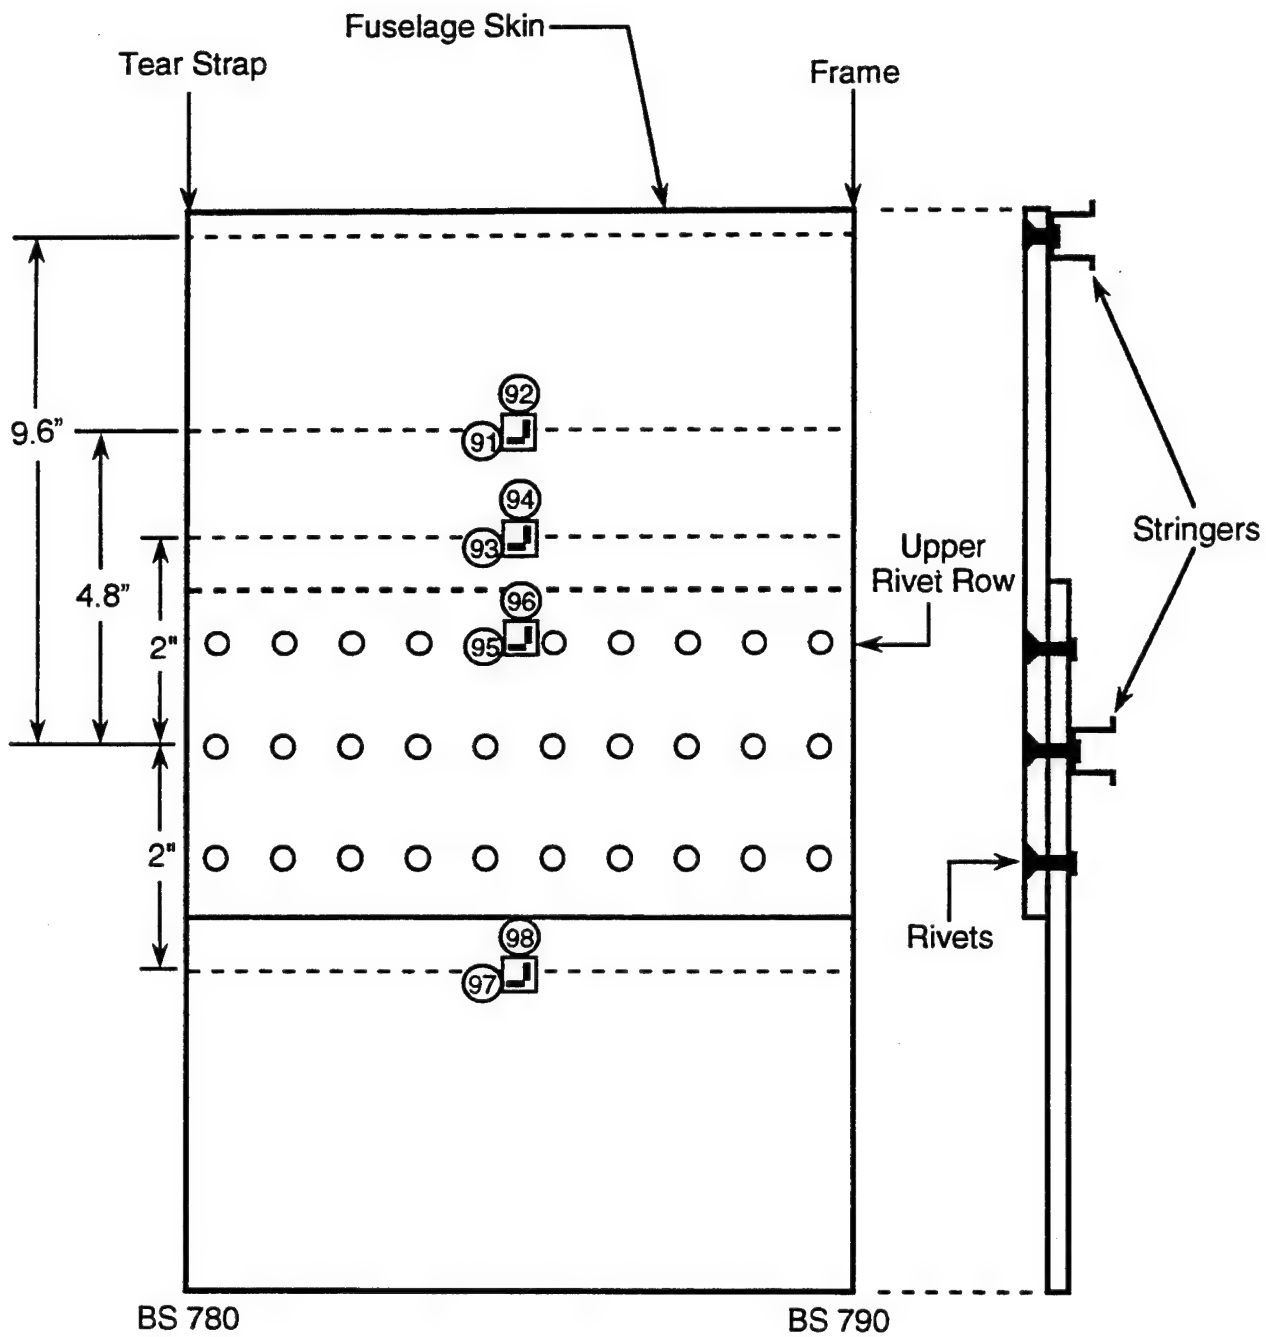 Fuselage Skin
Tear Strap
Frame
92
9.6"
91
94
93
Stringers
Upper
Rivet Row
4.8"
96
2"
95
2"
Rivets
98
97
BS 780
BS 790